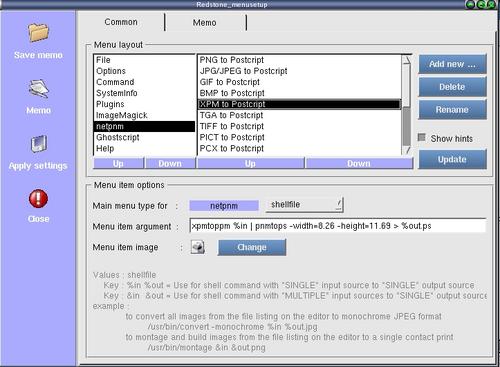 Redstone_menusetup
Common
Memo
Save memo
Memo
Apply settings
Close
Menu layout
File
Options
Command
SystemInfo
Plugins
ImageMagick
netpnm
Ghostscript
Help
Up
Down
PNG to Postcript
JPG/JPEG to Postcript
GIF to Postcript
BMP to Postcript
XPM to Postcript
TGA to Postcript
TIFF to Postcript
PICT to Postcript
PCX to Postcript
Up
Down
Add new ...
Delete
Rename
Show hints
Update
Menu item options
Main menu type for :
netpnm
shellfile
Menu item argument :
xpmtoppm %in | pnmtops -width=8.26 -height=11.69 > %out.ps
Menu item image :
Change
Values : shellfile
Key : %in %out = Use for shell command with "SINGLE" input source to "SINGLE" output source
Key : &in &out = Use for shell command with "MULTIPLE" input sources to "SINGLE" output source
example :
to convert all images from the file listing on the editor to monochrome JPEG format
/usr/bin/convert -monochrome %in %out.jpg
to montage and build images from the file listing on the editor to a single contact print
/usr/bin/montage &in &out.png